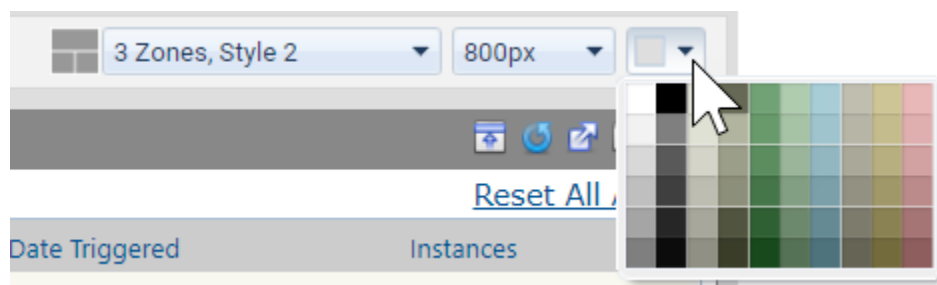 3 Zones, Style 2 800px
Reset All
Date Triggered Instances